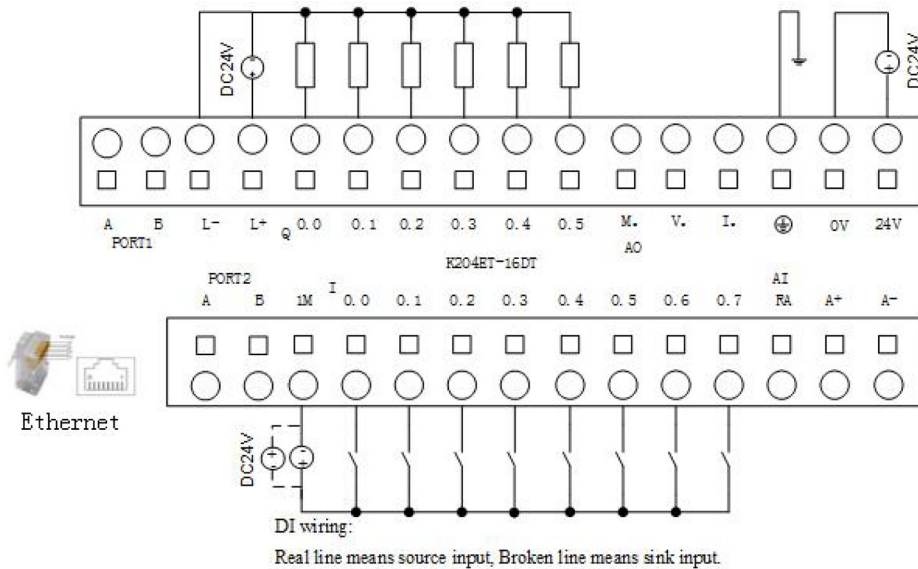 DC24V
DC24V
A B L- L+ Q 0.0 0.1 0.2 0.3 0.4 0.5 M. V. I. 0V 24V
PORT1 AO
K204ET-16DT
PORT2 I AI
A B 1M 0.0 0.1 0.2 0.3 0.4 0.5 0.6 0.7 RA A+ A-
Ethernet
DC24V
DI wiring:
Real line means source input, Broken line means sink input.